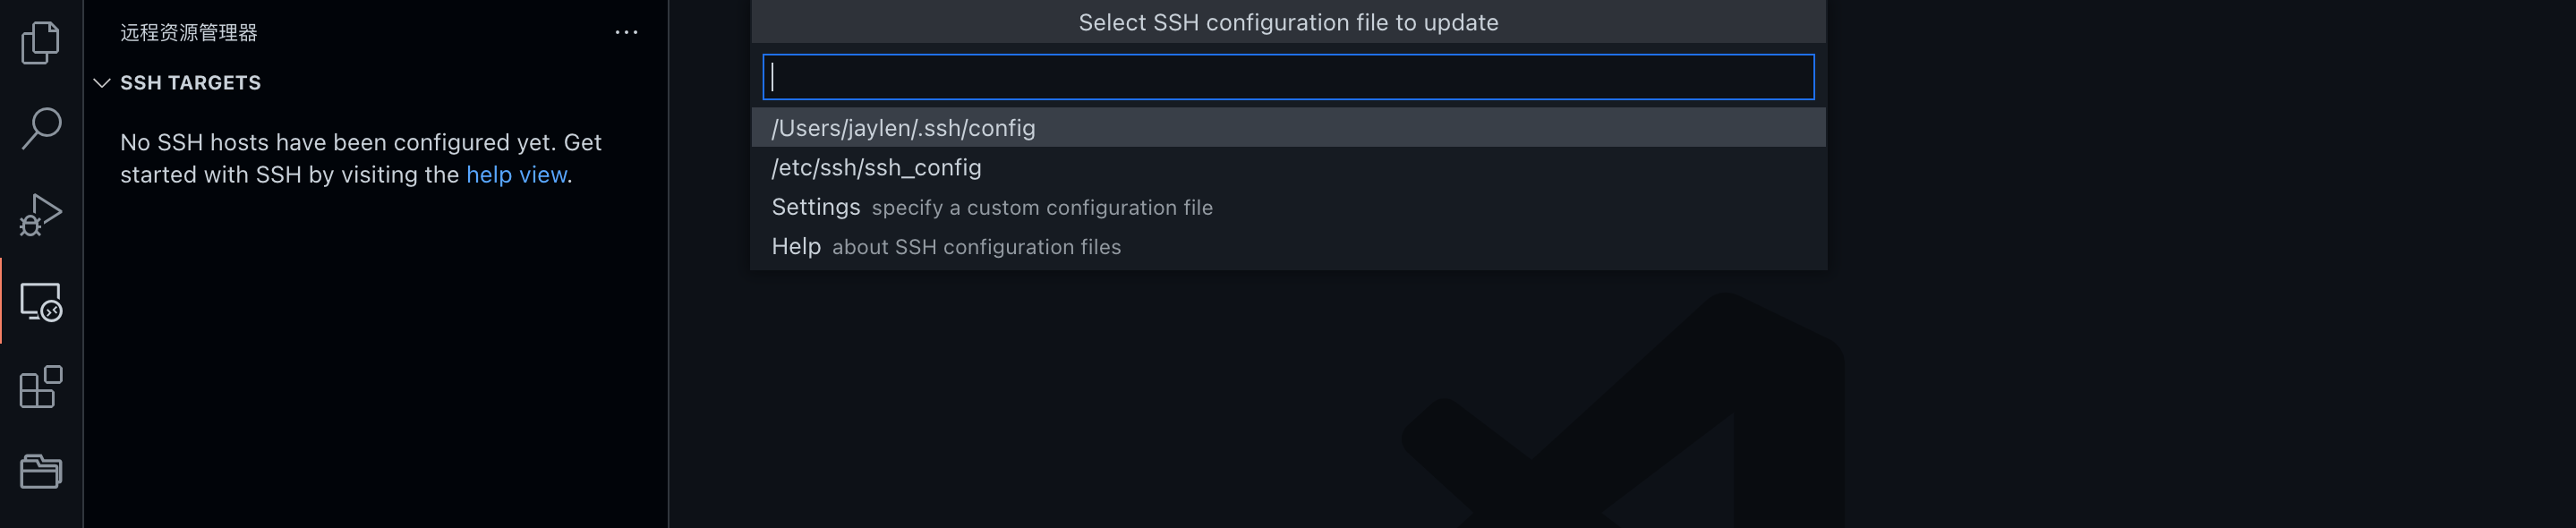 远程资源管理器
SSH TARGETS
No SSH hosts have been configured yet. Get
started with SSH by visiting the help view.
Select SSH configuration file to update
/Users/jaylen/.ssh/config
/etc/ssh/ssh_config
Settings specify a custom configuration file
Help about SSH configuration files